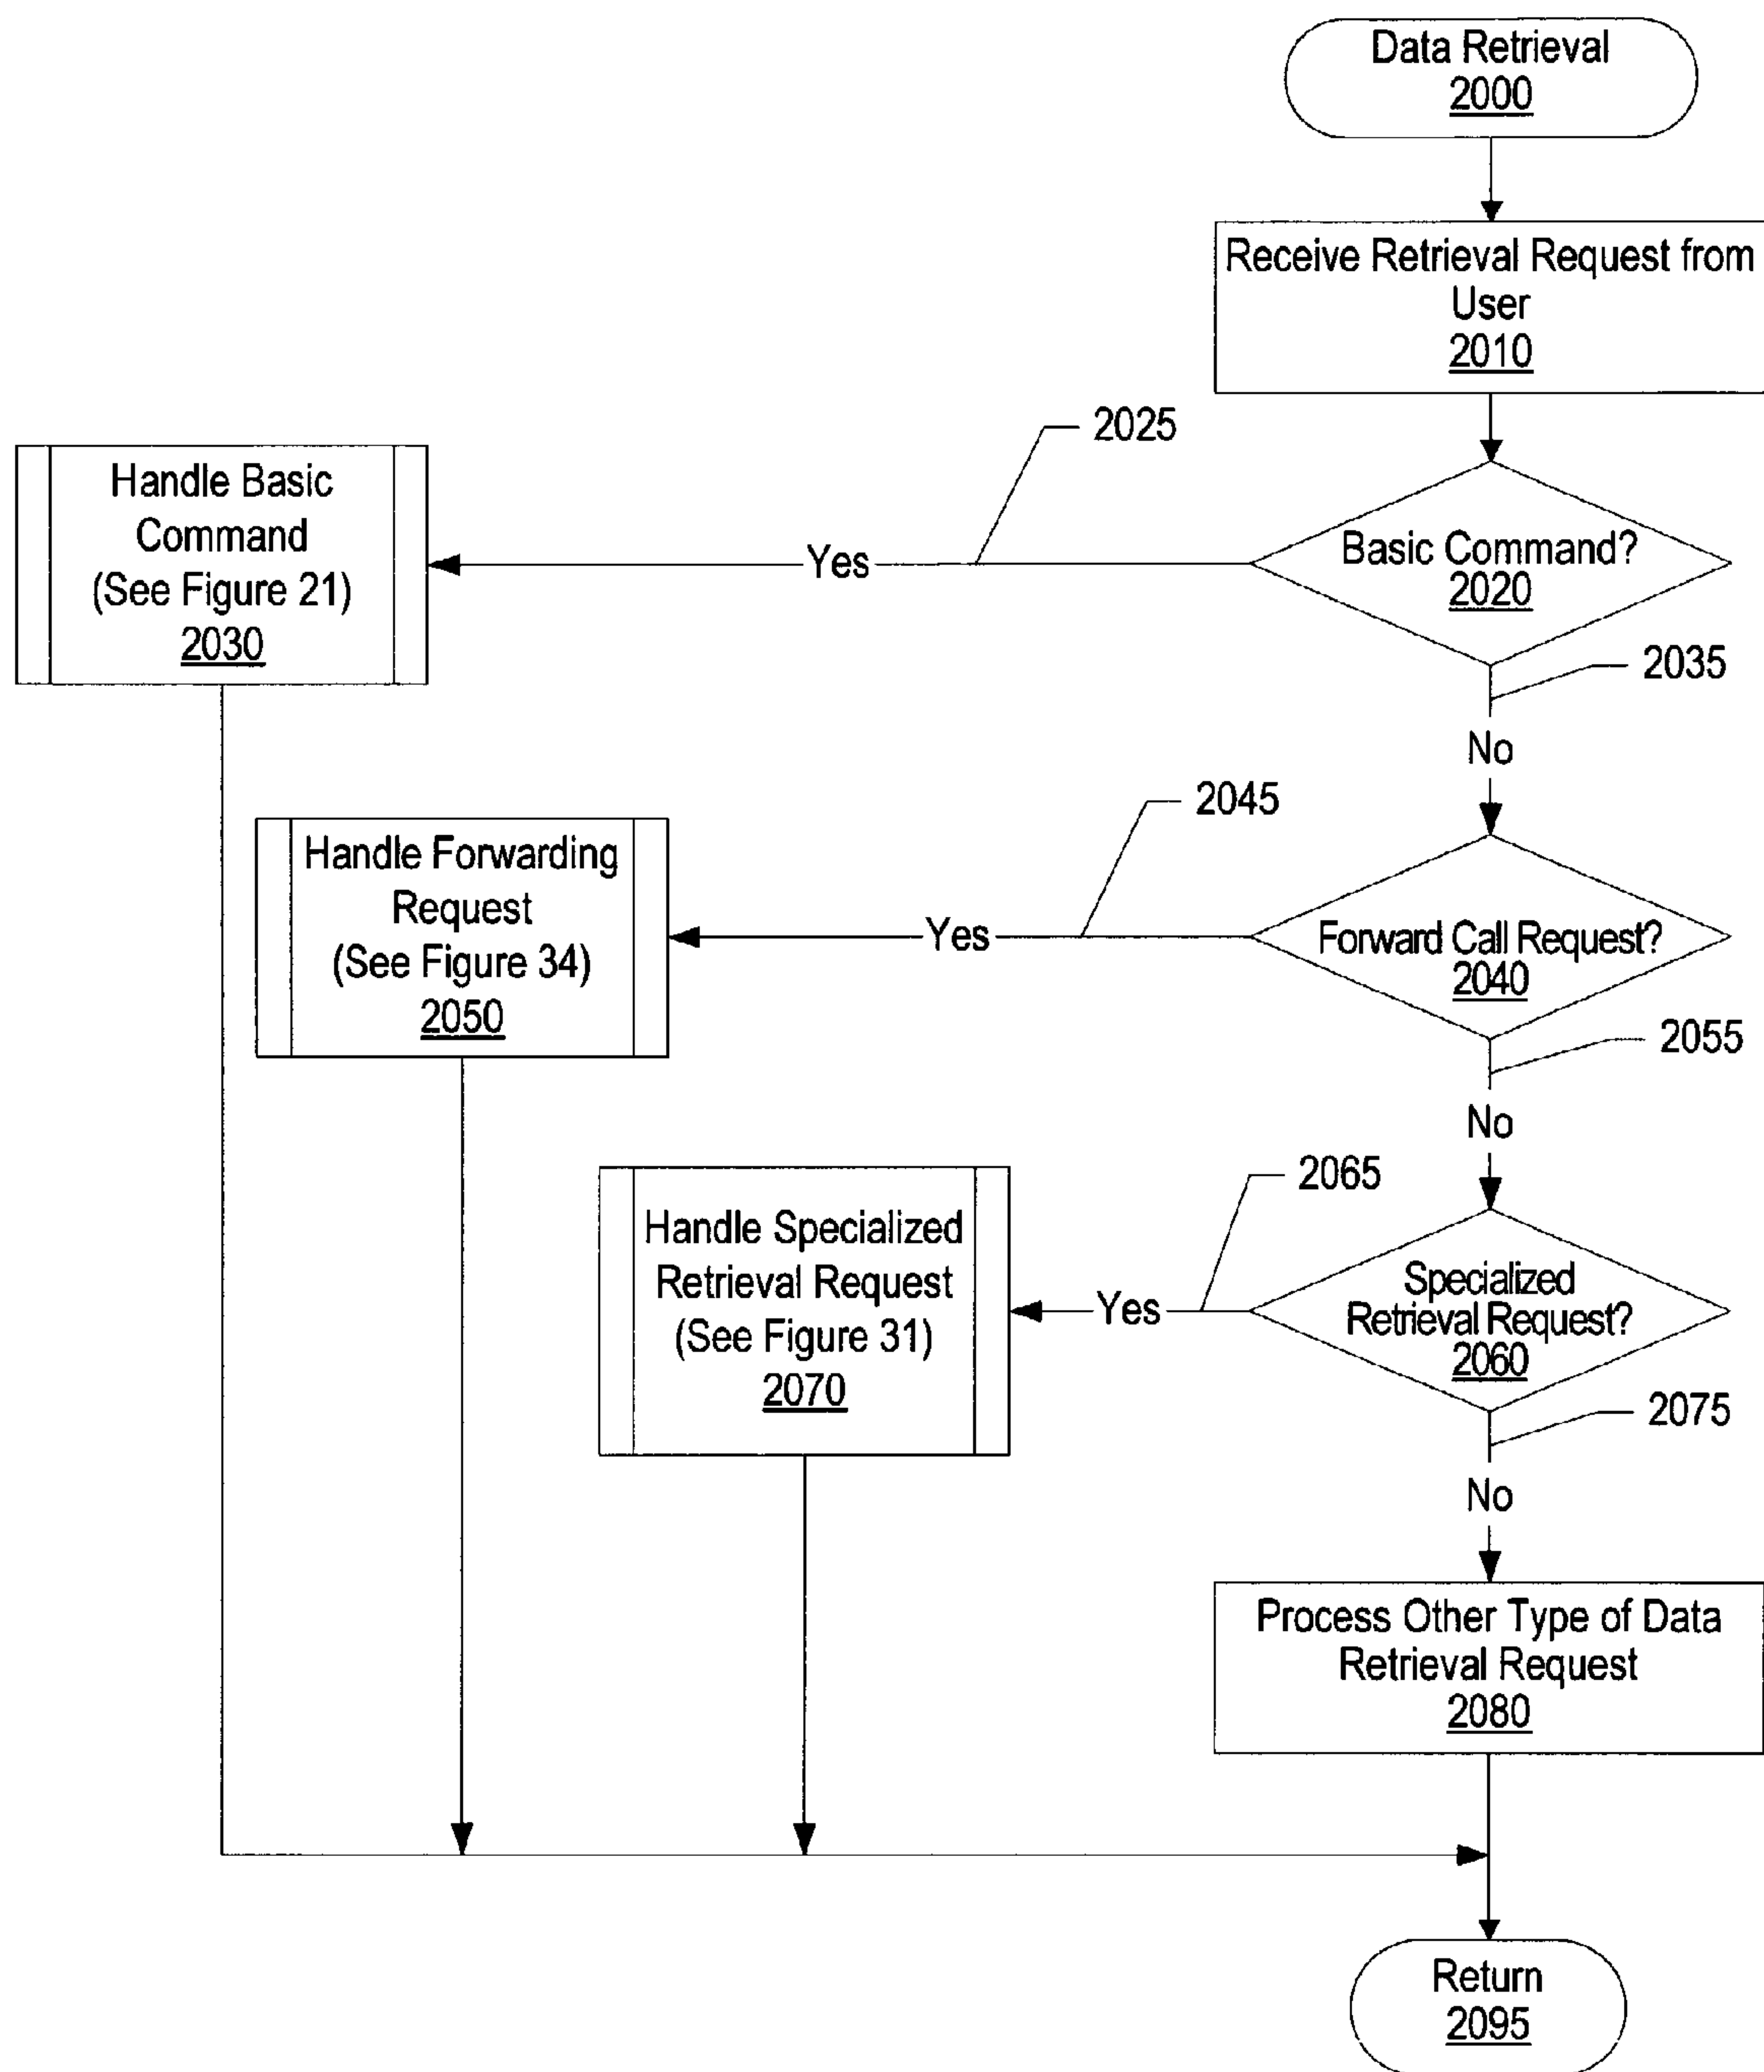 Data Retrieval
2000
Receive Retrieval Request from
User
2010
2025
Handle Basic
Command
(See Figure 21)
2030
Yes
Basic Command?
2020
2035
No
2045
Handle Forwarding
Request
(See Figure 34)
2050
Yes
Forward Call Request?
2040
2055
No
2065
Handle Specialized
Retrieval Request
(See Figure 31)
2070
Yes
Specialized
Retrieval Request?
2060
2075
No
Process Other Type of Data
Retrieval Request
2080
Return
2095